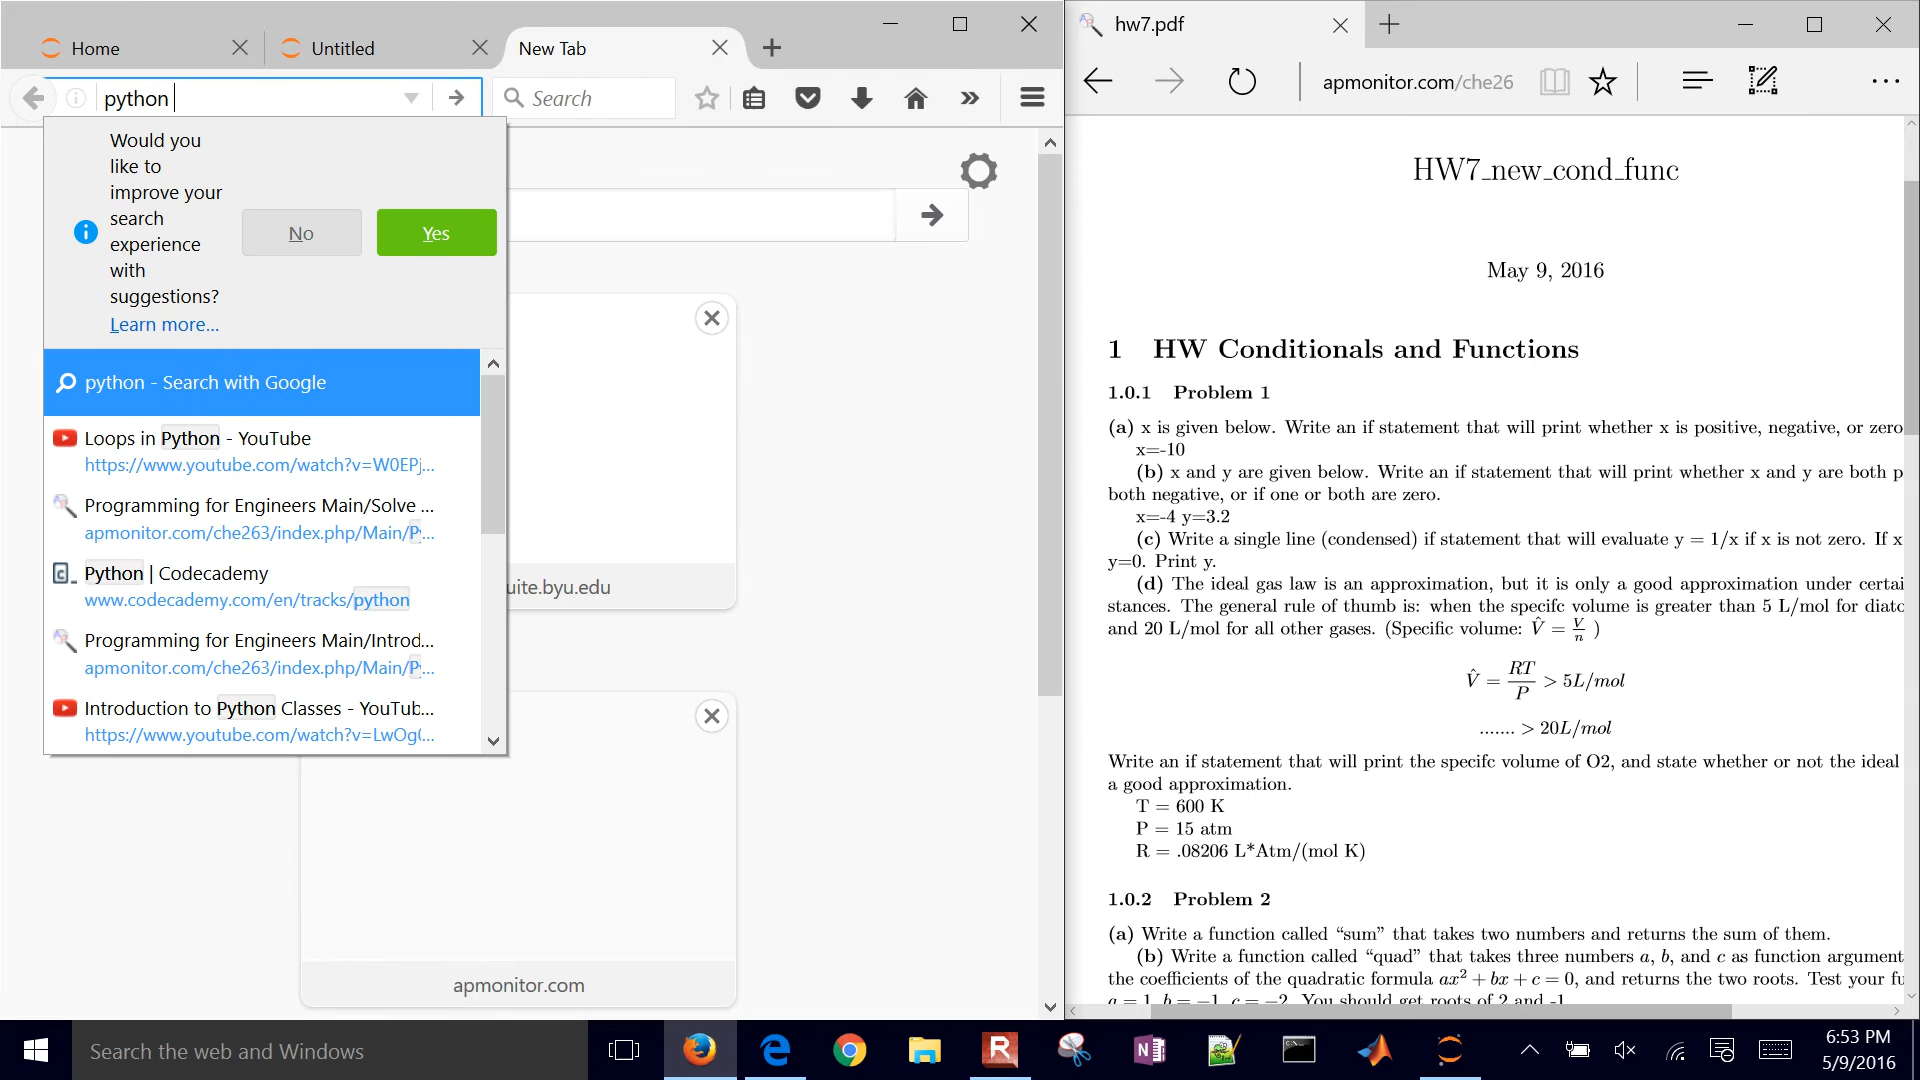 Home
Untitled
New Tab
python
Search
Would you
like to
improve your
search
experience
with
suggestions?
Learn more...
No
Yes
python - Search with Google
Loops in Python - YouTube
https://www.youtube.com/watch?v=W0EPj...
Programming for Engineers Main/Solve ...
apmonitor.com/che263/index.php/Main/P...
Python | Codecademy
www.codecademy.com/en/tracks/python
Programming for Engineers Main/Introd...
apmonitor.com/che263/index.php/Main/P...
Introduction to Python Classes - YouTub...
https://www.youtube.com/watch?v=LwOg(...
uite.byu.edu
apmonitor.com
hw7.pdf
apmonitor.com/che26
HW7_new_cond_func
May 9, 2016
1 HW Conditionals and Functions
1.0.1 Problem 1
(a) x is given below. Write an if statement that will print whether x is positive, negative, or zero
x=-10
(b) x and y are given below. Write an if statement that will print whether x and y are both p
both negative, or if one or both are zero.
x=-4 y=3.2
(c) Write a single line (condensed) if statement that will evaluate y = 1/x if x is not zero. If x
y=0. Print y.
(d) The ideal gas law is an approximation, but it is only a good approximation under certai
stances. The general rule of thumb is: when the specifc volume is greater than 5 L/mol for diato
and 20 L/mol for all other gases. (Specific volume: V̂ = V/n )
V̂ = RT/P > 5L/mol
....... > 20L/mol
Write an if statement that will print the specifc volume of O2, and state whether or not the ideal
a good approximation.
T = 600 K
P = 15 atm
R = .08206 L*Atm/(mol K)
1.0.2 Problem 2
(a) Write a function called “sum” that takes two numbers and returns the sum of them.
(b) Write a function called “quad” that takes three numbers a, b, and c as function argument
the coefficients of the quadratic formula ax² + bx + c = 0, and returns the two roots. Test your fu
a = 1, b = −1, c = −2. You should get roots of 2 and -1
Search the web and Windows
6:53 PM
5/9/2016